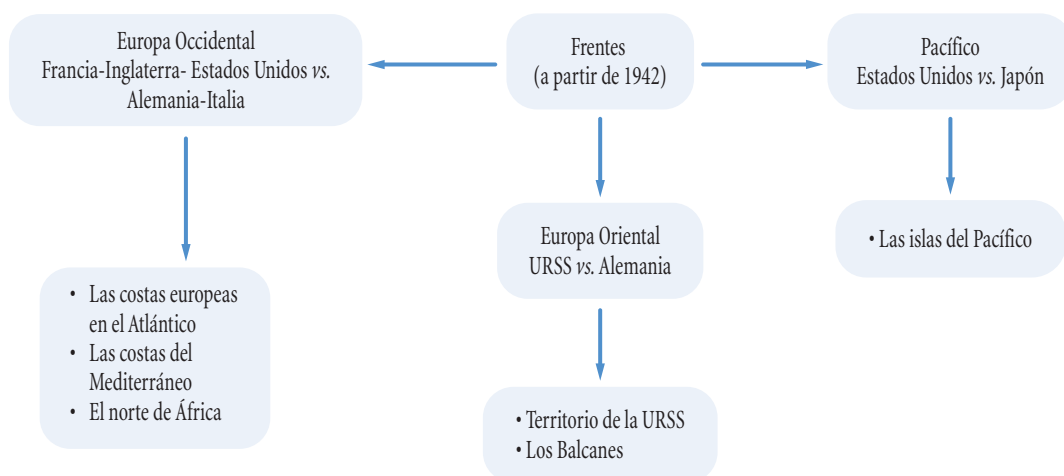 Europa Occidental
Francia-Inglaterra- Estados Unidos vs.
Alemania-Italia
Frentes
(a partir de 1942)
Pacífico
Estados Unidos vs. Japón
Europa Oriental
URSS vs. Alemania
• Las islas del Pacífico
• Las costas europeas
en el Atlántico
• Las costas del
Mediterráneo
• El norte de África
• Territorio de la URSS
• Los Balcanes